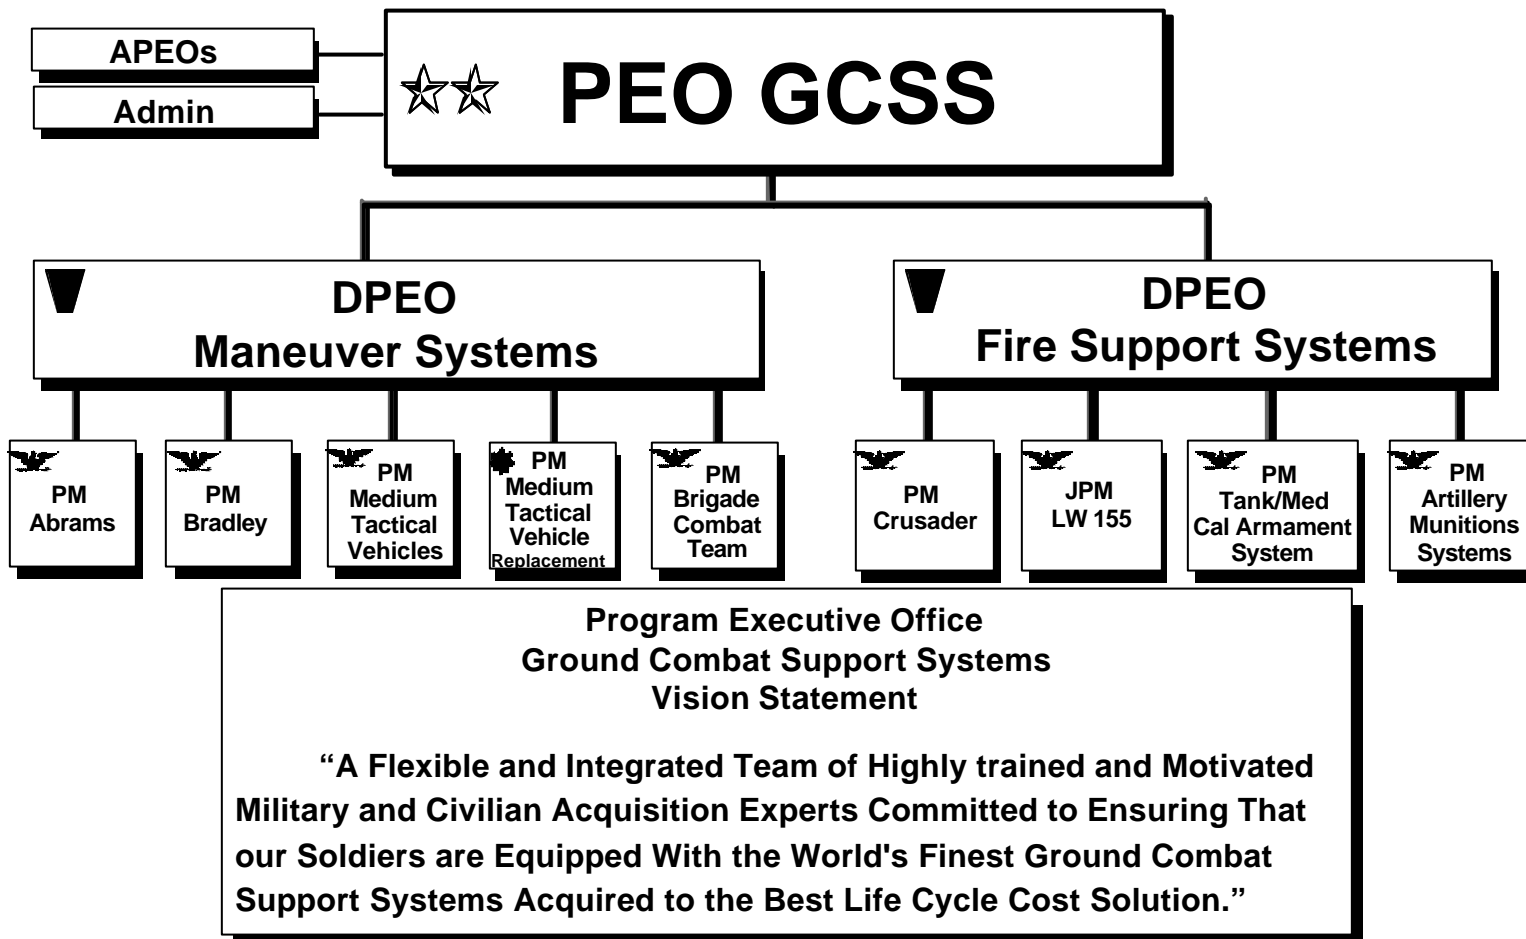 APEOs
Admin
PEO GCSS
DPEO
Maneuver Systems
DPEO
Fire Support Systems
PM
Abrams
PM
Bradley
PM
Medium
Tactical
Vehicles
PM
Medium
Tactical
Vehicle
Replacement
PM
Brigade
Combat
Team
PM
Crusader
JPM
LW 155
PM
Tank/Med
Cal Armament
System
PM
Artillery
Munitions
Systems
Program Executive Office
Ground Combat Support Systems
Vision Statement
“A Flexible and Integrated Team of Highly trained and Motivated
Military and Civilian Acquisition Experts Committed to Ensuring That
our Soldiers are Equipped With the World's Finest Ground Combat
Support Systems Acquired to the Best Life Cycle Cost Solution.”